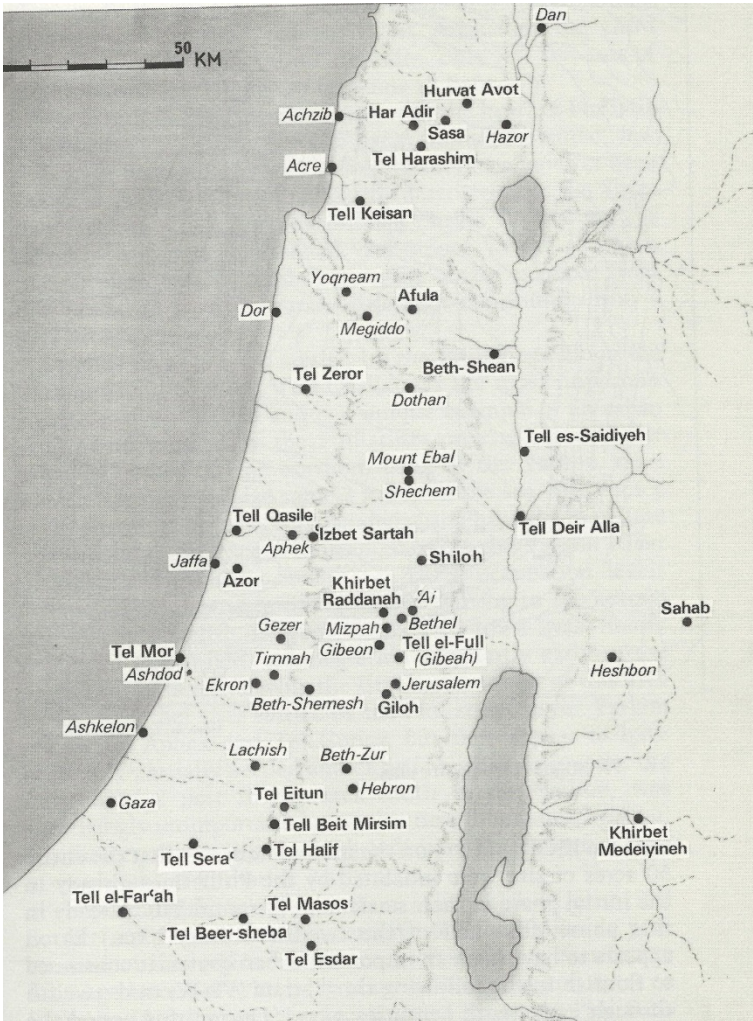 Dan
50
KM
Hurvat Avot
Achzib
Har Adir
Sasa
Hazor
Tel Harashim
Acre
Tell Keisan
Yoqneam
Afula
Dor
Megiddo
Beth-Shean
Tel Zeror
Dothan
Tell es-Saidiyeh
Mount Ebal
Shechem
Tell Qasile
ʿIzbet Sartah
Aphek
Tell Deir Alla
Jaffa
Azor
Shiloh
Khirbet
Raddanah
ʿAi
Bethel
Sahab
Gezer
Mizpah
Gibeon
Tell el-Full
(Gibeah)
Tel Mor
Timnah
Heshbon
Ashdod
Ekron
Jerusalem
Beth-Shemesh
Giloh
Ashkelon
Lachish
Beth-Zur
Hebron
Gaza
Tel Eitun
Tell Beit Mirsim
Khirbet
Medeiyineh
Tell Seraʿ
Tel Halif
Tell el-Farʿah
Tel Masos
Tel Beer-sheba
Tel Esdar